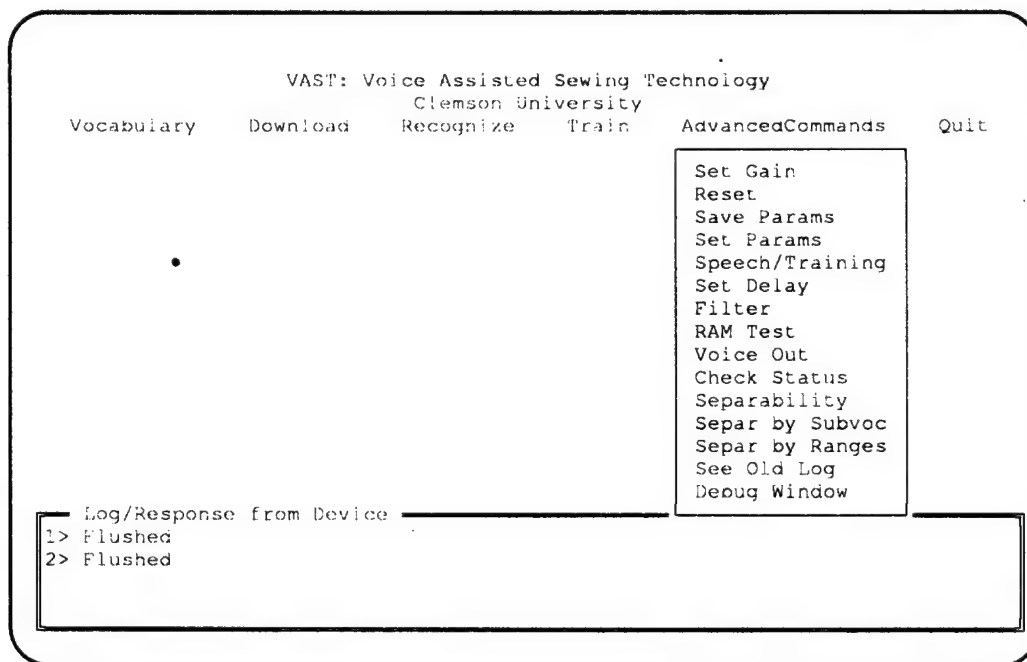 VAST: Voice Assisted Sewing Technology
Clemson University
Vocabulary Download Recognize Train AdvancedCommands Quit
Set Gain
Reset
Save Params
Set Params
Speech/Training
Set Delay
Filter
RAM Test
Voice Out
Check Status
Separability
Separ by Subvoc
Separ by Ranges
See Old Log
Debug Window
Log/Response from Device
1> Flushed
2> Flushed